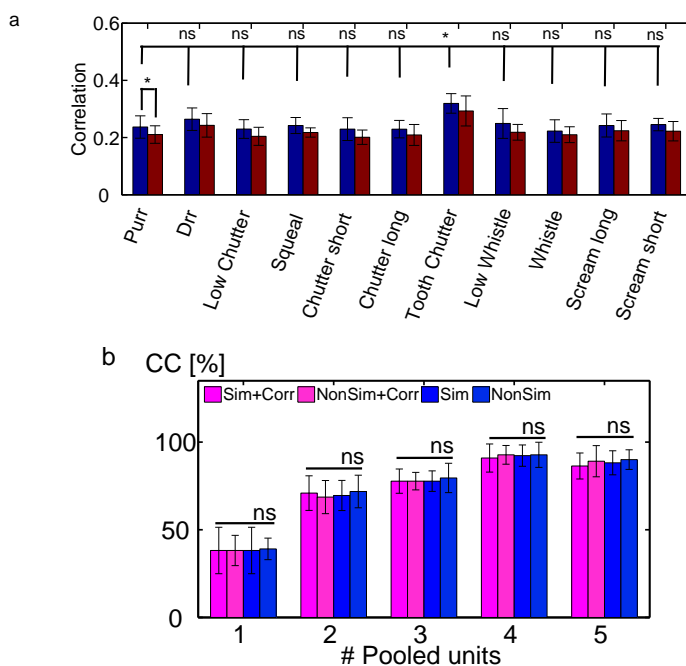 a
ns ns ns ns ns * ns ns ns ns
0.6
0.4
0.2
0
Correlation
*
Purr
Drr
Low Chutter
Squeal
Chutter short
Chutter long
Tooth Chutter
Low Whistle
Whistle
Scream long
Scream short
b
CC [%]
Sim+Corr NonSim+Corr Sim NonSim
100
50
0
ns ns ns ns ns
1 2 3 4 5
# Pooled units